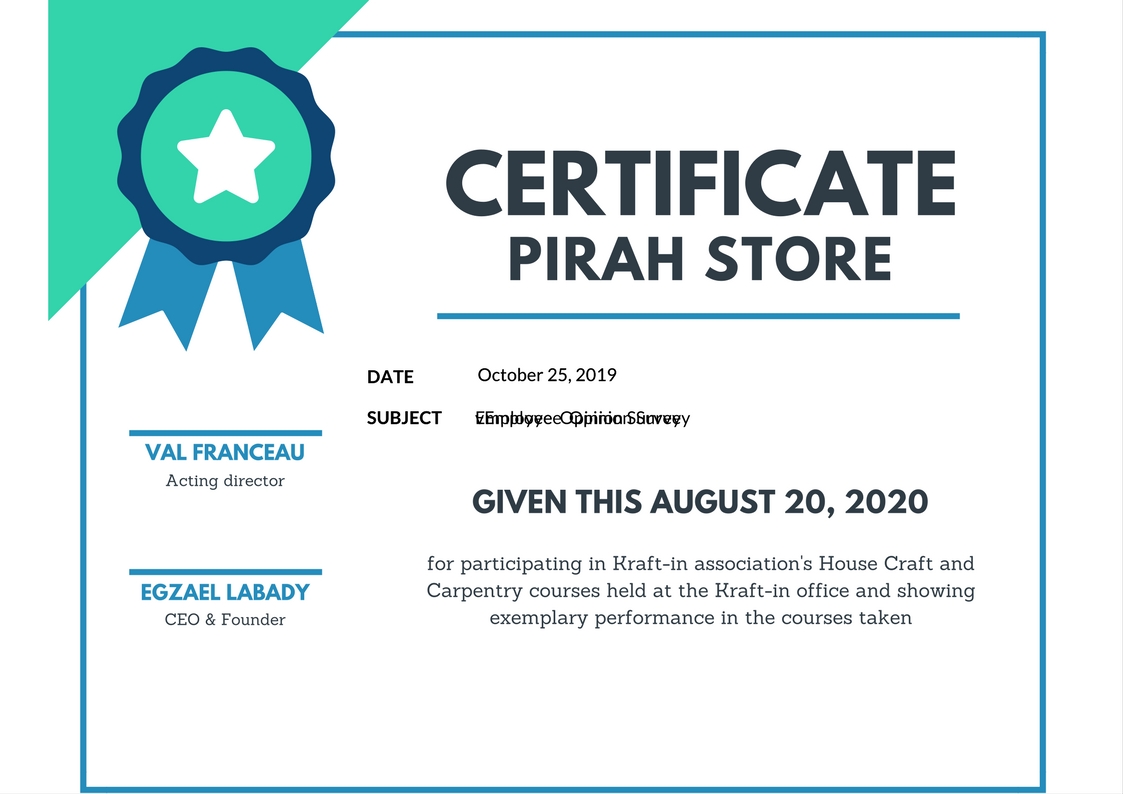 CERTIFICATE
PIRAH STORE
DATE October 25, 2019
SUBJECT Employee Opinion Survey
VAL FRANCEAU
Acting director
GIVEN THIS AUGUST 20, 2020
for participating in Kraft-in association's House Craft and
Carpentry courses held at the Kraft-in office and showing
exemplary performance in the courses taken
EGZAEL LABADY
CEO & Founder